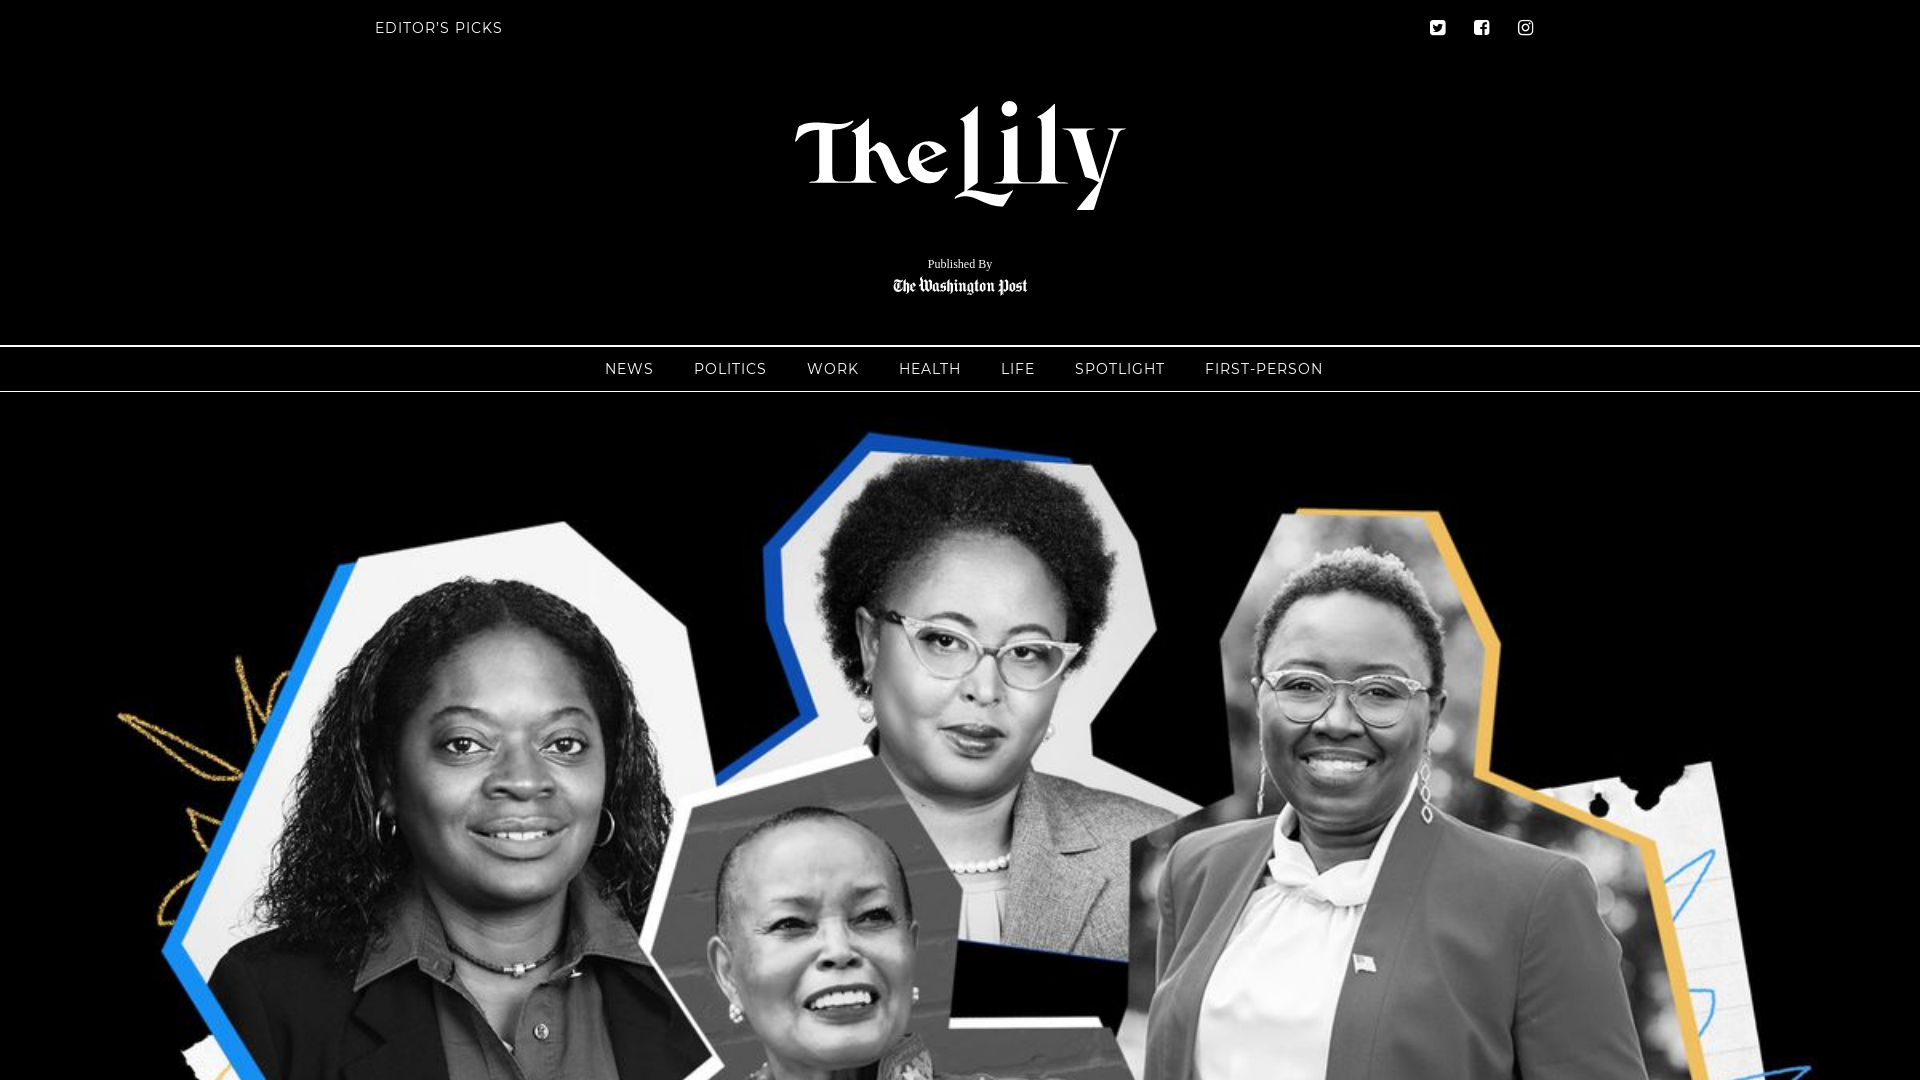 EDITOR'S PICKS
The Lily
Published By
The Washington Post
NEWS POLITICS WORK HEALTH LIFE SPOTLIGHT FIRST-PERSON